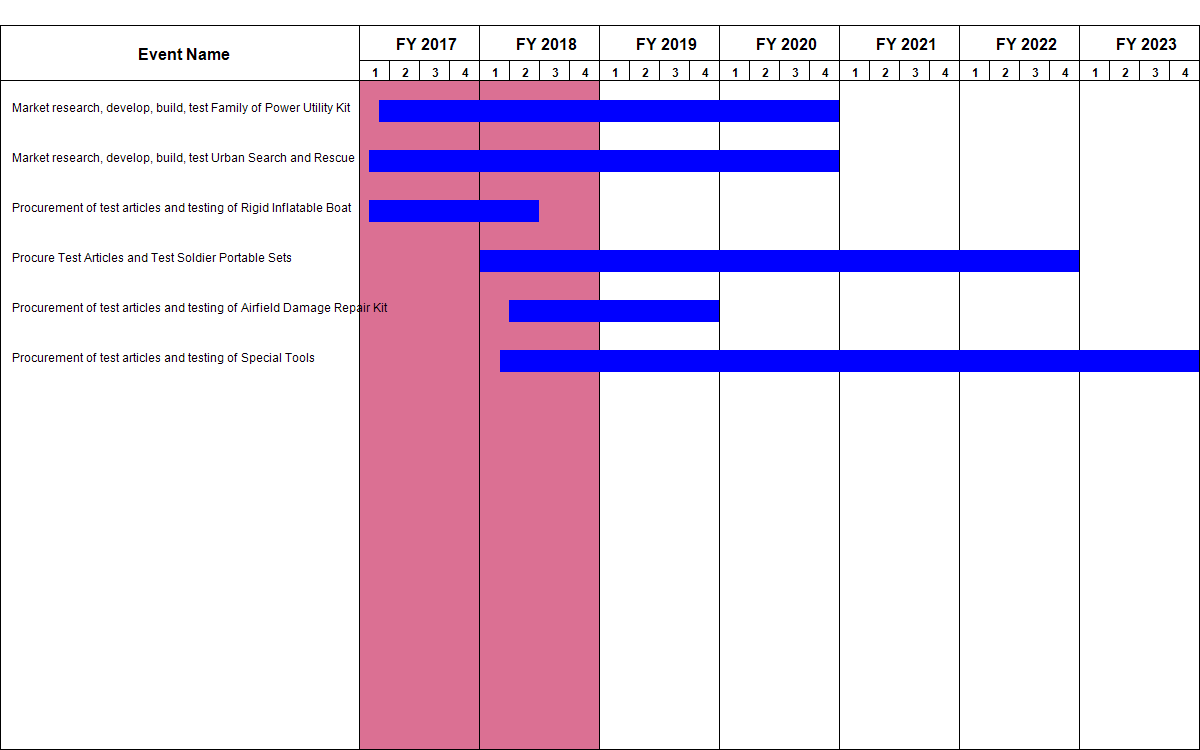 Event Name
FY 2017 FY 2018 FY 2019 FY 2020 FY 2021 FY 2022 FY 2023
1 2 3 4 1 2 3 4 1 2 3 4 1 2 3 4 1 2 3 4 1 2 3 4 1 2 3 4
Market research, develop, build, test Family of Power Utility Kit
Market research, develop, build, test Urban Search and Rescue
Procurement of test articles and testing of Rigid Inflatable Boat
Procure Test Articles and Test Soldier Portable Sets
Procurement of test articles and testing of Airfield Damage Repair Kit
Procurement of test articles and testing of Special Tools